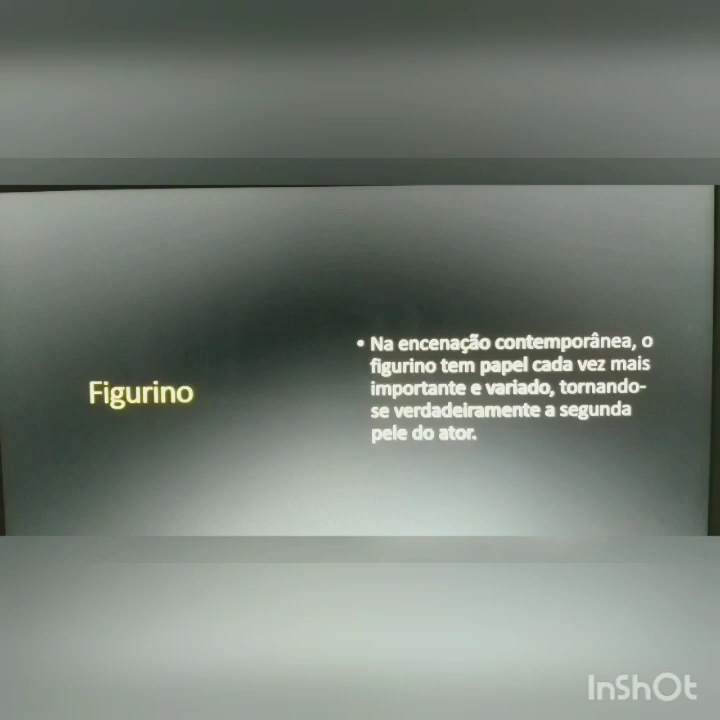 Figurino
• Na encenação contemporânea, o
figurino tem papel cada vez mais
importante e variado, tornando-
se verdadeiramente a segunda
pele do ator.
InShOt